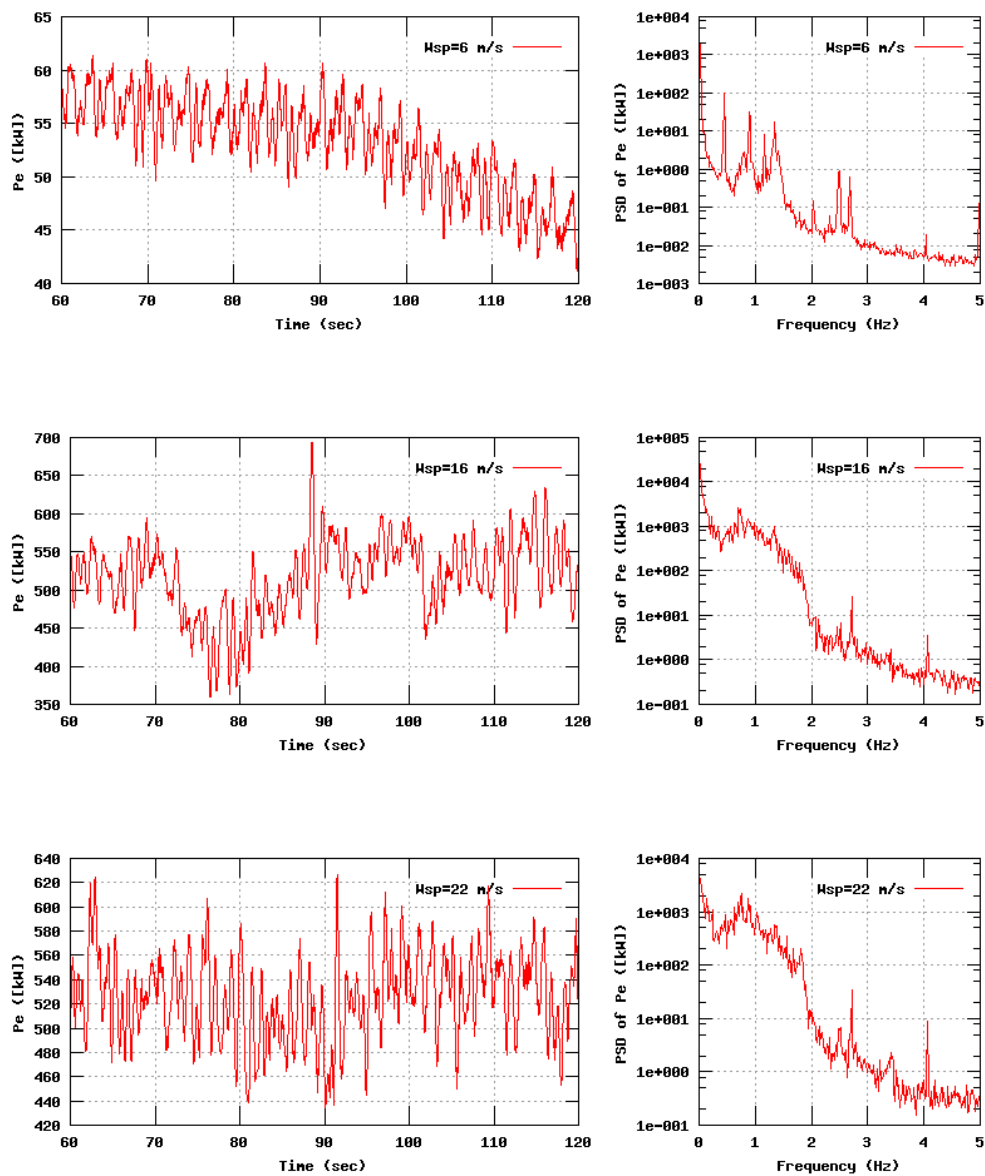 65
60
55
50
45
40
Pe ([kW]
Wsp=6 m/s
60 70 80 90 100 110 120
Time (sec)
1e+004
1e+003
1e+002
1e+001
1e+000
1e-001
1e-002
1e-003
PSD of Pe ([kW]
Wsp=6 m/s
0 1 2 3 4 5
Frequency (Hz)
700
650
600
550
500
450
400
350
Pe ([kW]
Wsp=16 m/s
60 70 80 90 100 110 120
Time (sec)
1e+005
1e+004
1e+003
1e+002
1e+001
1e+000
1e-001
PSD of Pe ([kW]
Wsp=16 m/s
0 1 2 3 4 5
Frequency (Hz)
640
620
600
580
560
540
520
500
480
460
440
420
Pe ([kW]
Wsp=22 m/s
60 70 80 90 100 110 120
Time (sec)
1e+004
1e+003
1e+002
1e+001
1e+000
1e-001
PSD of Pe ([kW]
Wsp=22 m/s
0 1 2 3 4 5
Frequency (Hz)